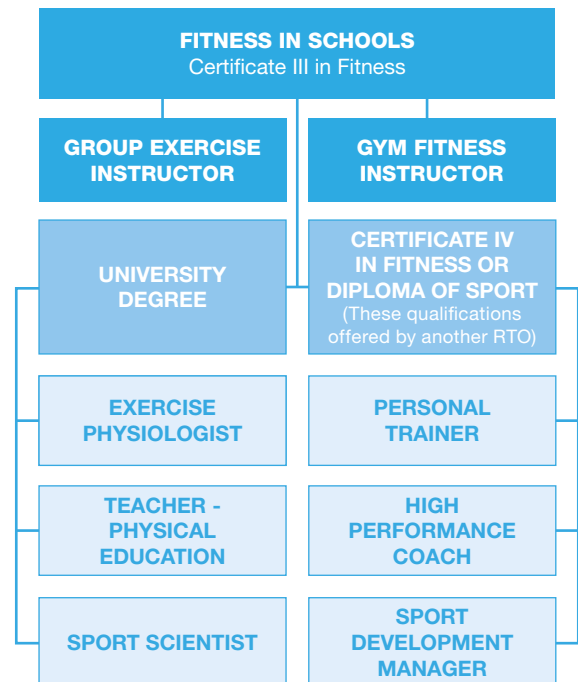 FITNESS IN SCHOOLS
Certificate III in Fitness
GROUP EXERCISE
INSTRUCTOR
GYM FITNESS
INSTRUCTOR
UNIVERSITY
DEGREE
CERTIFICATE IV
IN FITNESS OR
DIPLOMA OF SPORT
(These qualifications
offered by another RTO)
EXERCISE
PHYSIOLOGIST
PERSONAL
TRAINER
TEACHER -
PHYSICAL
EDUCATION
HIGH
PERFORMANCE
COACH
SPORT SCIENTIST
SPORT
DEVELOPMENT
MANAGER